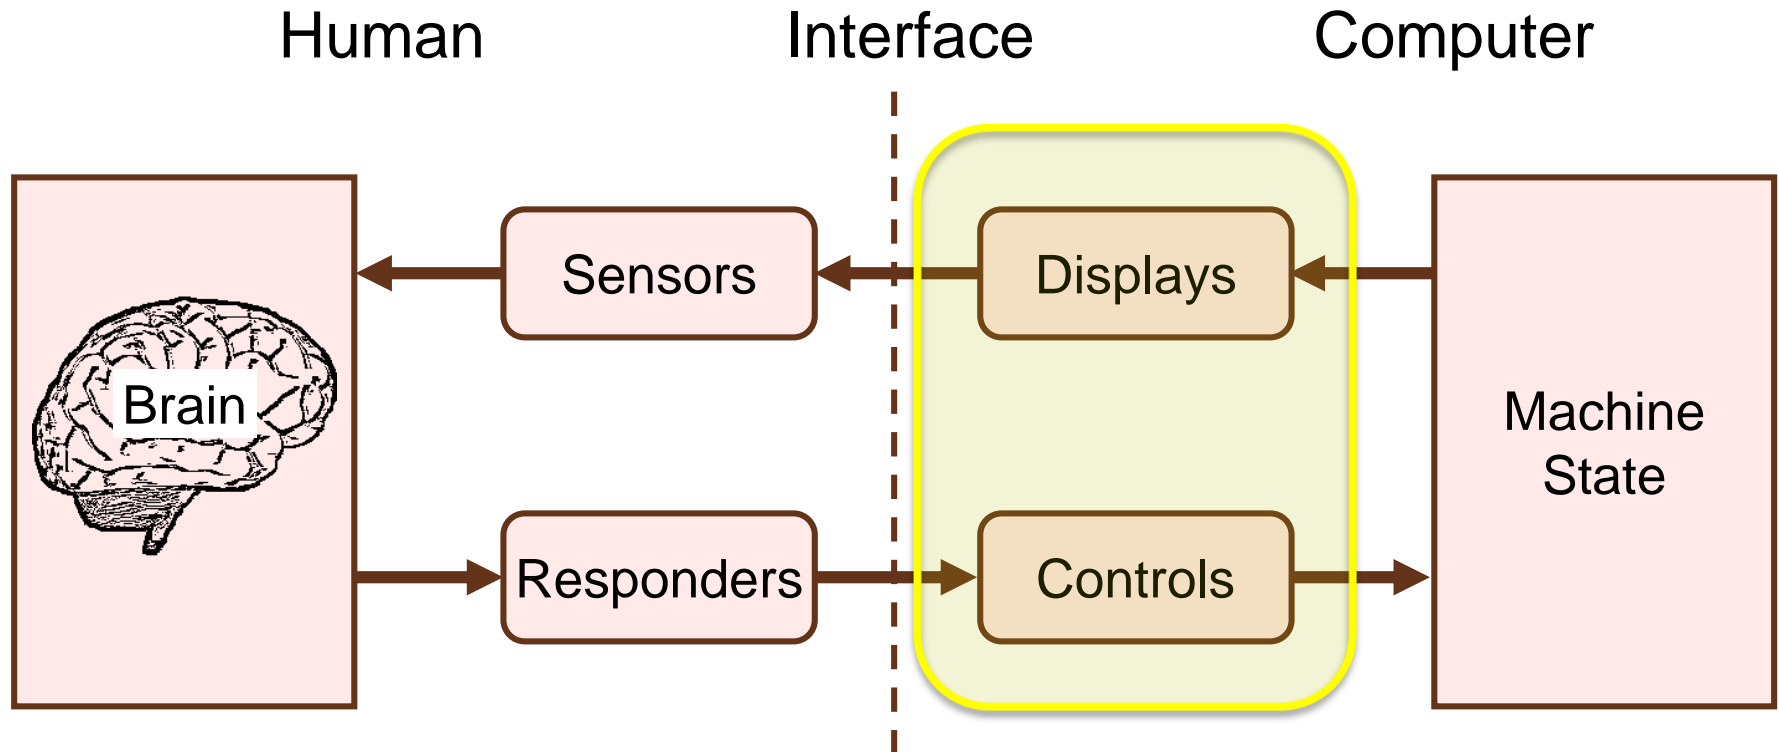 Human Interface Computer
Sensors Displays
Brain
Machine
State
Responders Controls